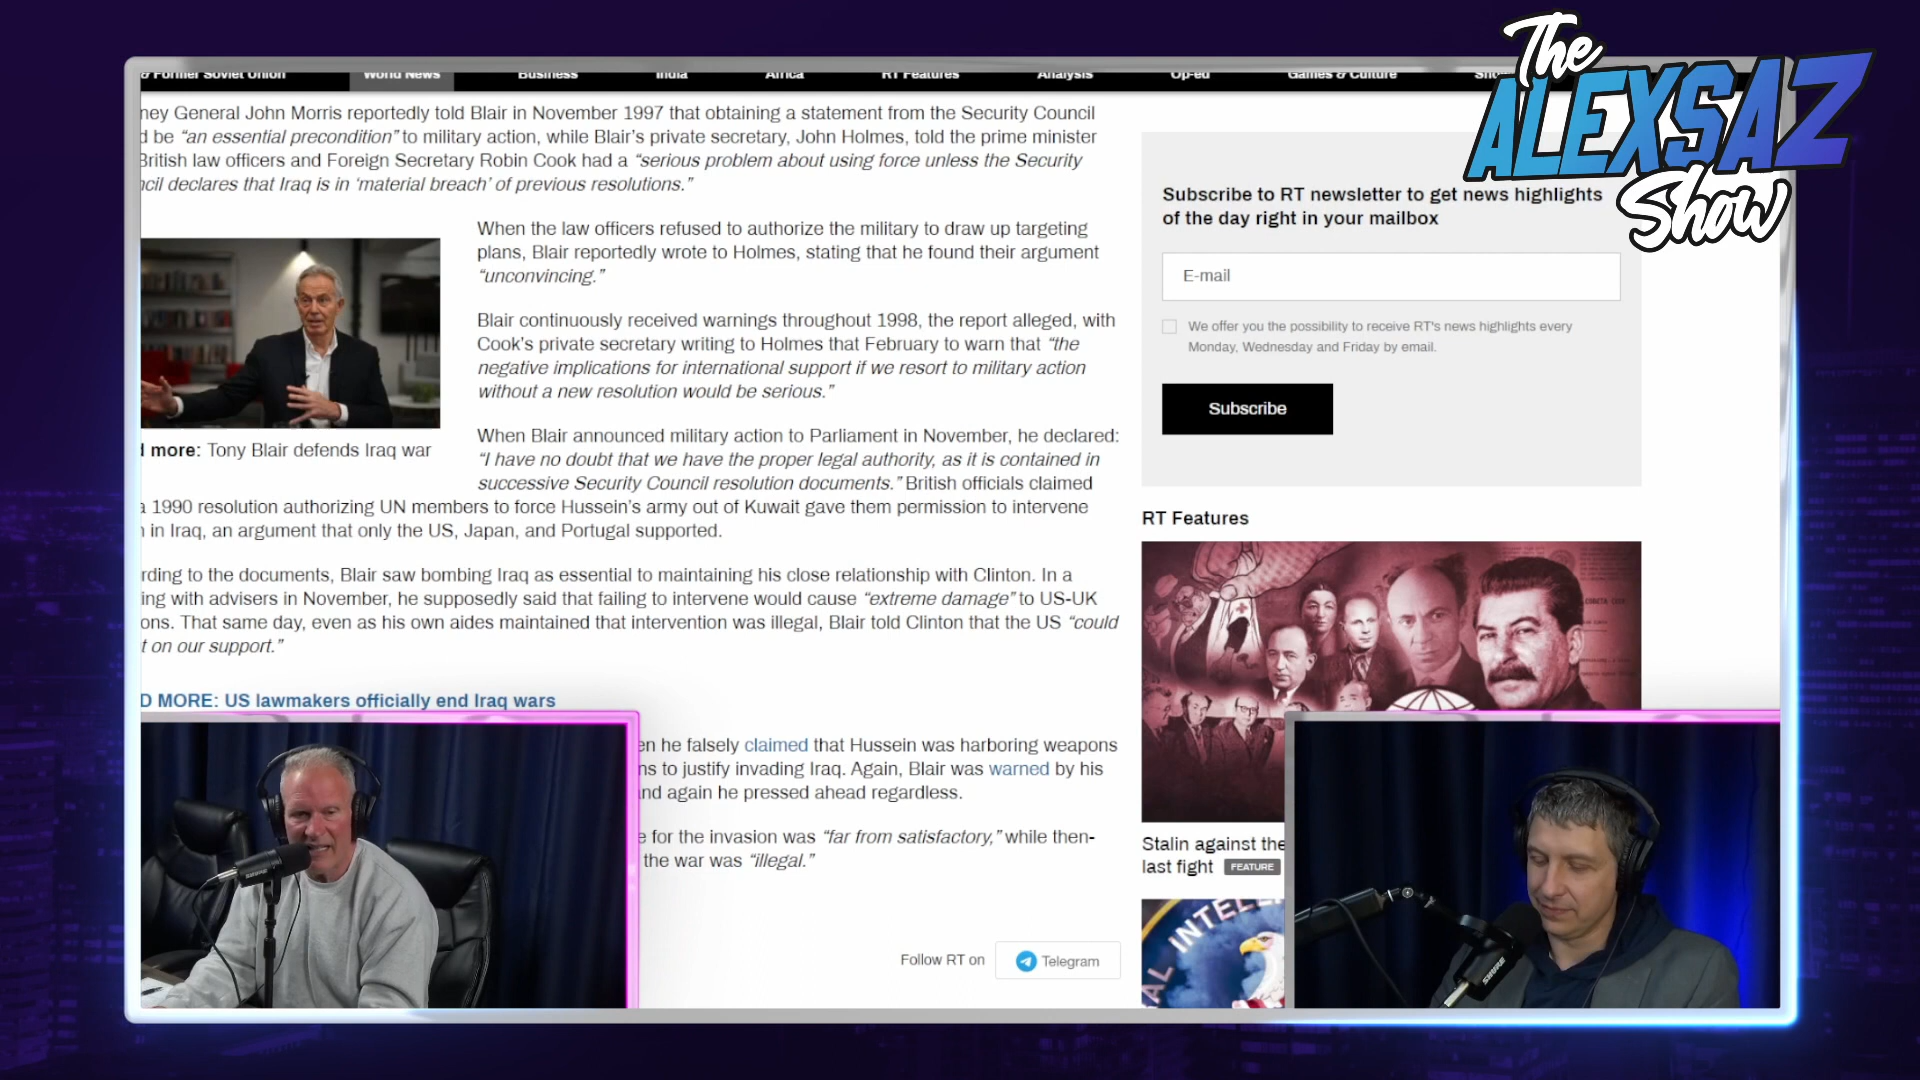 The
ALEXSAZ
Show
& Former Soviet Union World News Business India Africa RT Features Analysis Op-ed Games & Culture
ney General John Morris reportedly told Blair in November 1997 that obtaining a statement from the Security Council
d be “an essential precondition” to military action, while Blair’s private secretary, John Holmes, told the prime minister
British law officers and Foreign Secretary Robin Cook had a “serious problem about using force unless the Security
ncil declares that Iraq is in ‘material breach’ of previous resolutions.”
When the law officers refused to authorize the military to draw up targeting
plans, Blair reportedly wrote to Holmes, stating that he found their argument
“unconvincing.”
Blair continuously received warnings throughout 1998, the report alleged, with
Cook’s private secretary writing to Holmes that February to warn that “the
negative implications for international support if we resort to military action
without a new resolution would be serious.”
d more: Tony Blair defends Iraq war
When Blair announced military action to Parliament in November, he declared:
“I have no doubt that we have the proper legal authority, as it is contained in
successive Security Council resolution documents.” British officials claimed
a 1990 resolution authorizing UN members to force Hussein’s army out of Kuwait gave them permission to intervene
n in Iraq, an argument that only the US, Japan, and Portugal supported.
rding to the documents, Blair saw bombing Iraq as essential to maintaining his close relationship with Clinton. In a
ing with advisers in November, he supposedly said that failing to intervene would cause “extreme damage” to US-UK
ons. That same day, even as his own aides maintained that intervention was illegal, Blair told Clinton that the US “could
t on our support.”
D MORE: US lawmakers officially end Iraq wars
en he falsely claimed that Hussein was harboring weapons
ns to justify invading Iraq. Again, Blair was warned by his
nd again he pressed ahead regardless.
e for the invasion was “far from satisfactory,” while then-
the war was “illegal.”
Follow RT on Telegram
Subscribe to RT newsletter to get news highlights
of the day right in your mailbox
E-mail
We offer you the possibility to receive RT's news highlights every
Monday, Wednesday and Friday by email.
Subscribe
RT Features
Stalin against the
last fight FEATURE
AL INTELL
SHURE
SHURE